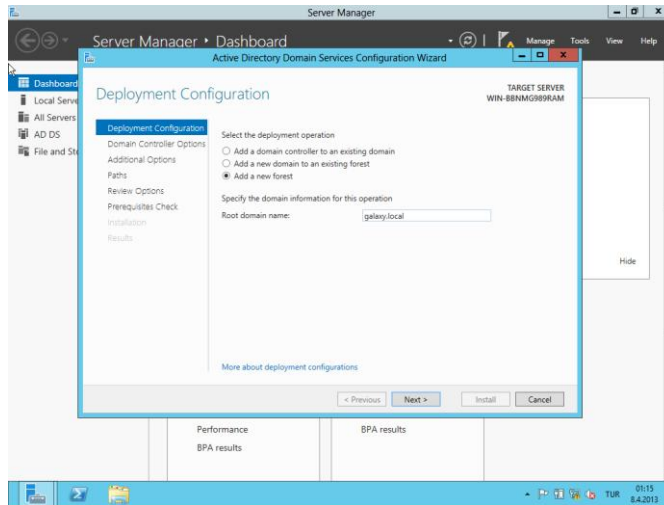 Server Manager
Server Manager • Dashboard
Manage Tools View Help
Active Directory Domain Services Configuration Wizard
Dashboard
Local Serve
All Servers
AD DS
File and Sto
Deployment Configuration
TARGET SERVER
WIN-BBNMG989RAM
Deployment Configuration
Domain Controller Options
Additional Options
Paths
Review Options
Prerequisites Check
Installation
Results
Select the deployment operation
Add a domain controller to an existing domain
Add a new domain to an existing forest
Add a new forest
Specify the domain information for this operation
Root domain name: galaxy.local
More about deployment configurations
Hide
< Previous Next > Install Cancel
Performance
BPA results
BPA results
TUR
01:15
8.4.2013